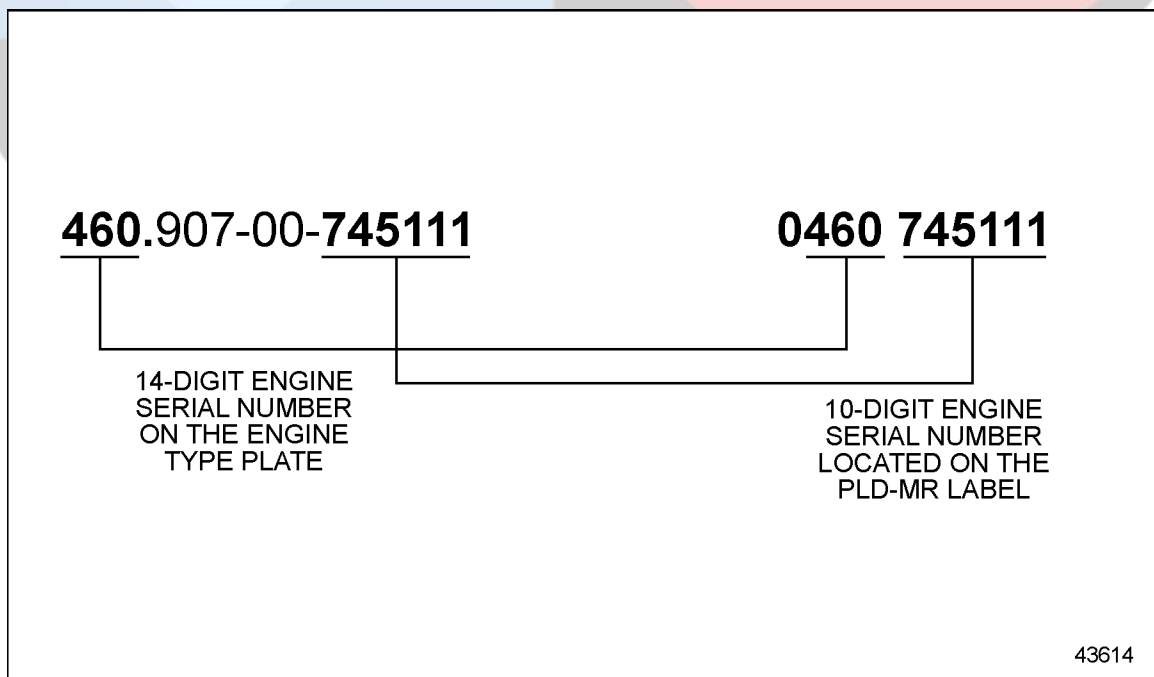 460.907-00-745111
0460 745111
14-DIGIT ENGINE
SERIAL NUMBER
ON THE ENGINE
TYPE PLATE
10-DIGIT ENGINE
SERIAL NUMBER
LOCATED ON THE
PLD-MR LABEL
43614